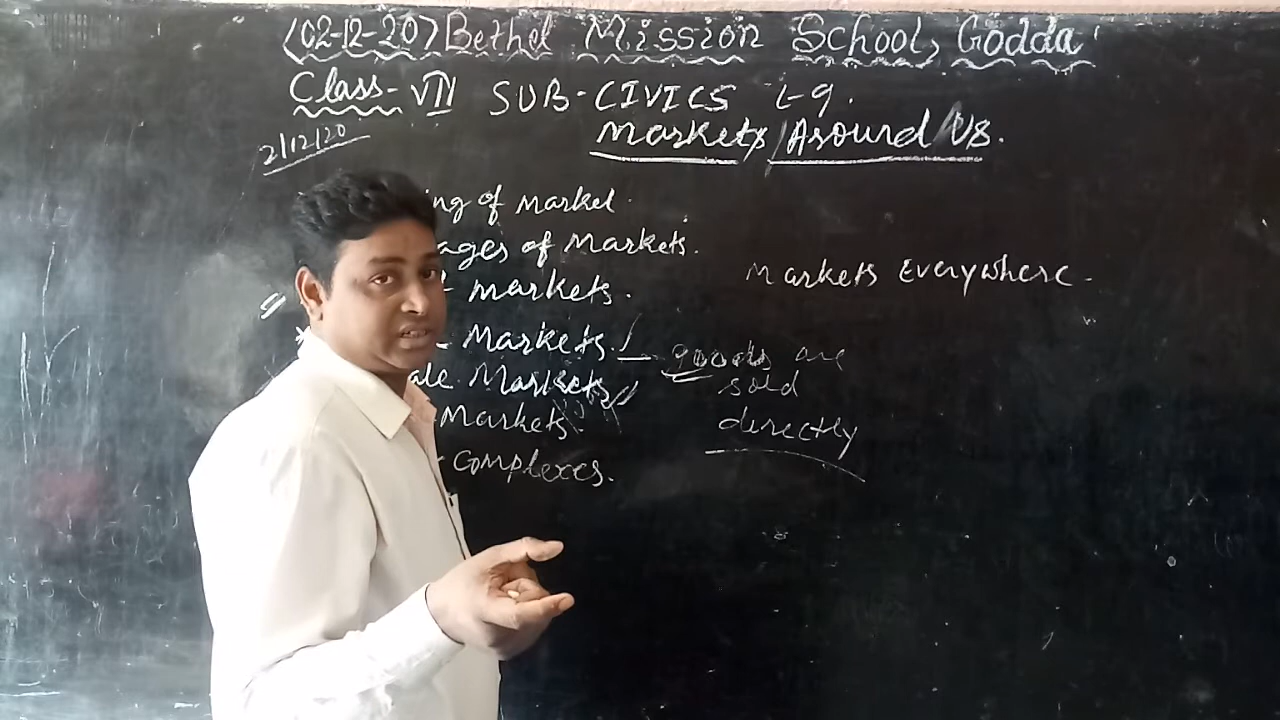 (02-12-20) Bethel Mission School, Godda
Class- VII SUB-CIVICS L-9.
2/12/20
Markets Around Us.
ing of Market.
ages of Markets.
Markets.
Markets Everywhere-
Markets. goods are
sold
directly
ale Markets
Markets.
Complexes.